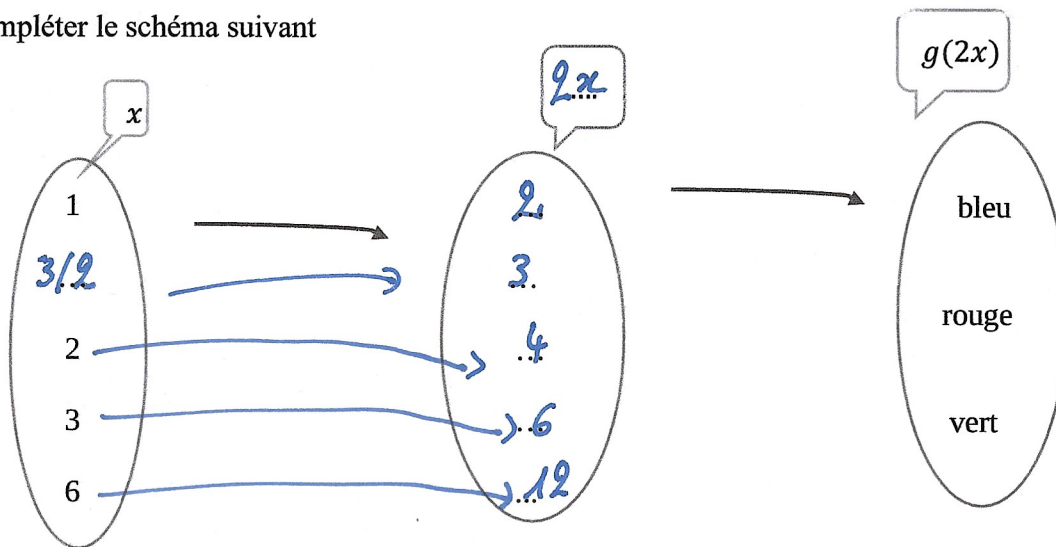 mpléter le schéma suivant
x
2x
g(2x)
1
2
bleu
3/2
3
2
4
rouge
3
6
vert
6
12